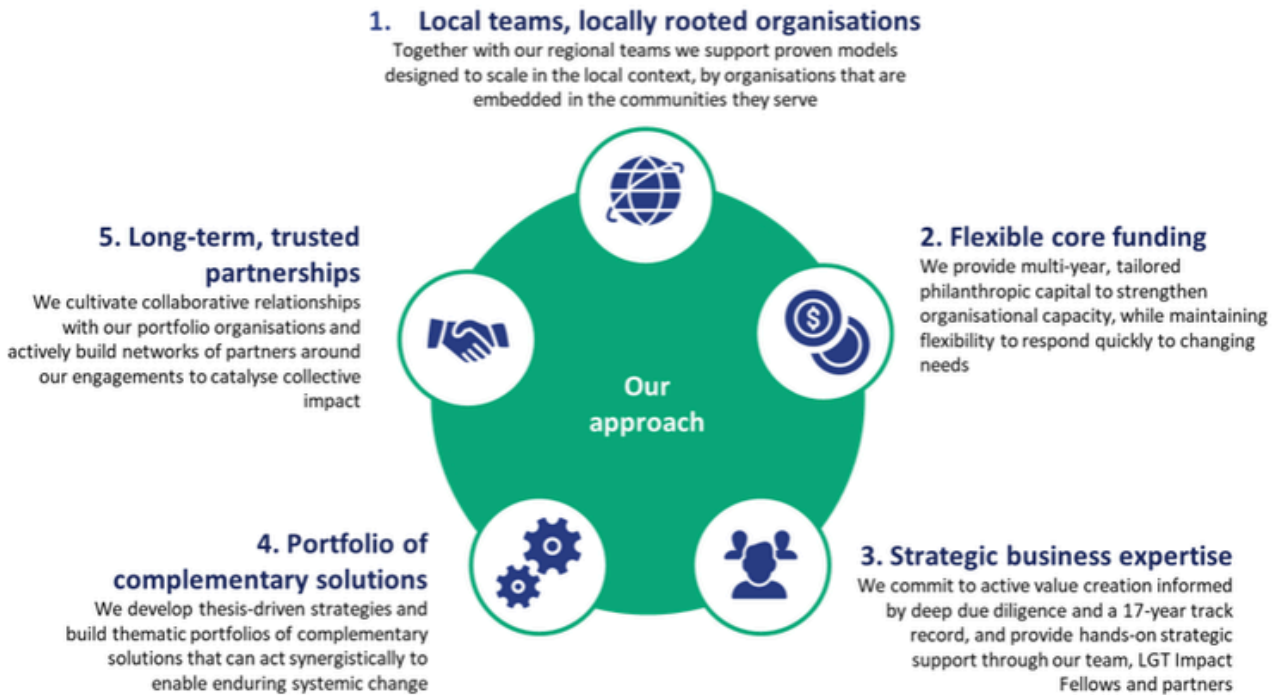 1. Local teams, locally rooted organisations
Together with our regional teams we support proven models
designed to scale in the local context, by organisations that are
embedded in the communities they serve
5. Long-term, trusted
partnerships
We cultivate collaborative relationships
with our portfolio organisations and
actively build networks of partners around
our engagements to catalyse collective
impact
2. Flexible core funding
We provide multi-year, tailored
philanthropic capital to strengthen
organisational capacity, while maintaining
flexibility to respond quickly to changing
needs
$
Our
approach
4. Portfolio of
complementary solutions
We develop thesis-driven strategies and
build thematic portfolios of complementary
solutions that can act synergistically to
enable enduring systemic change
3. Strategic business expertise
We commit to active value creation informed
by deep due diligence and a 17-year track
record, and provide hands-on strategic
support through our team, LGT Impact
Fellows and partners